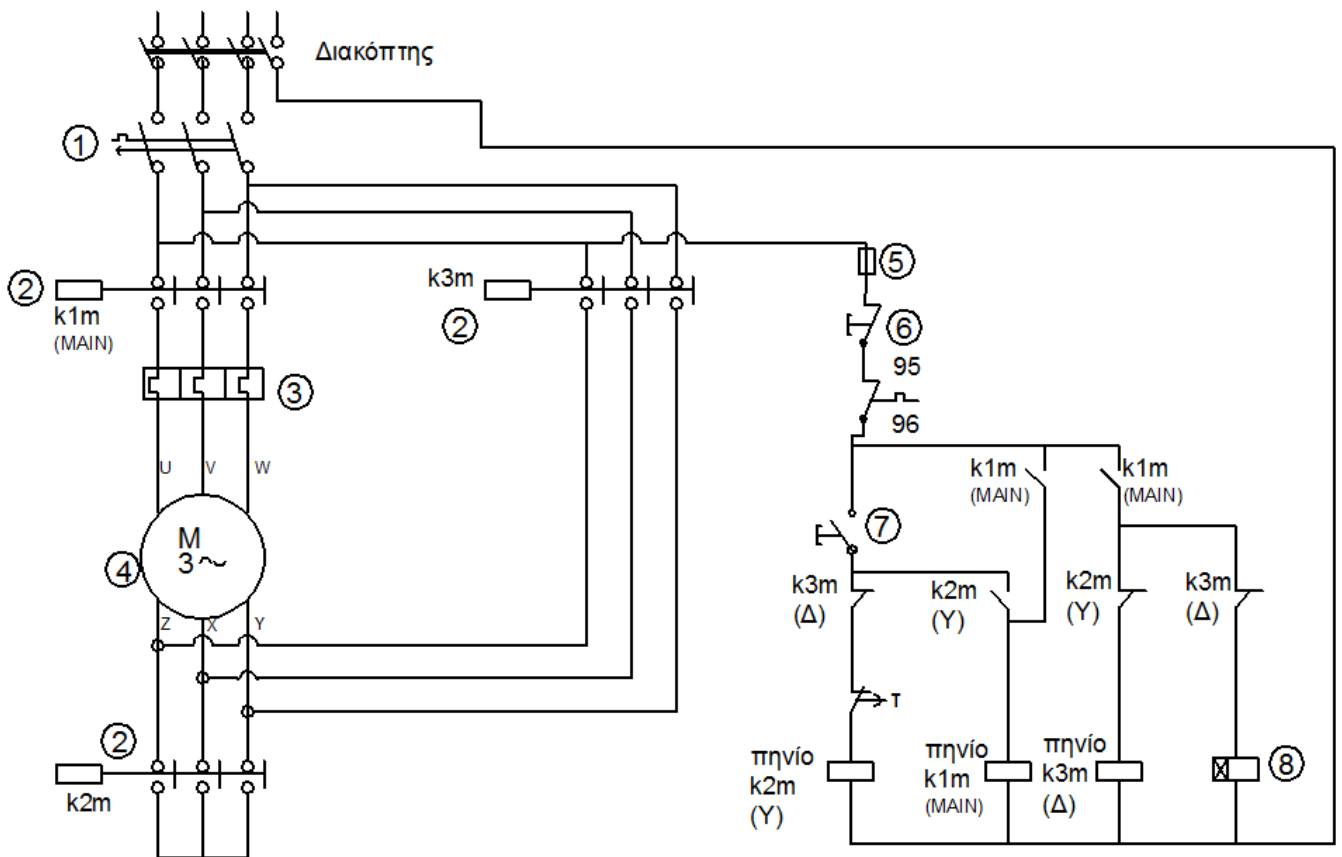 Διακόπτης
1
2
k1m
(MAIN)
k3m
2
5
6
95
3
96
U V W
k1m
(MAIN)
k1m
(MAIN)
M
3~
4
7
k3m
(Δ)
k2m
(Y)
k2m
(Y)
k3m
(Δ)
Z X Y
T
2
k2m
πηνίο
k2m
(Y)
πηνίο
k1m
(MAIN)
πηνίο
k3m
(Δ)
8